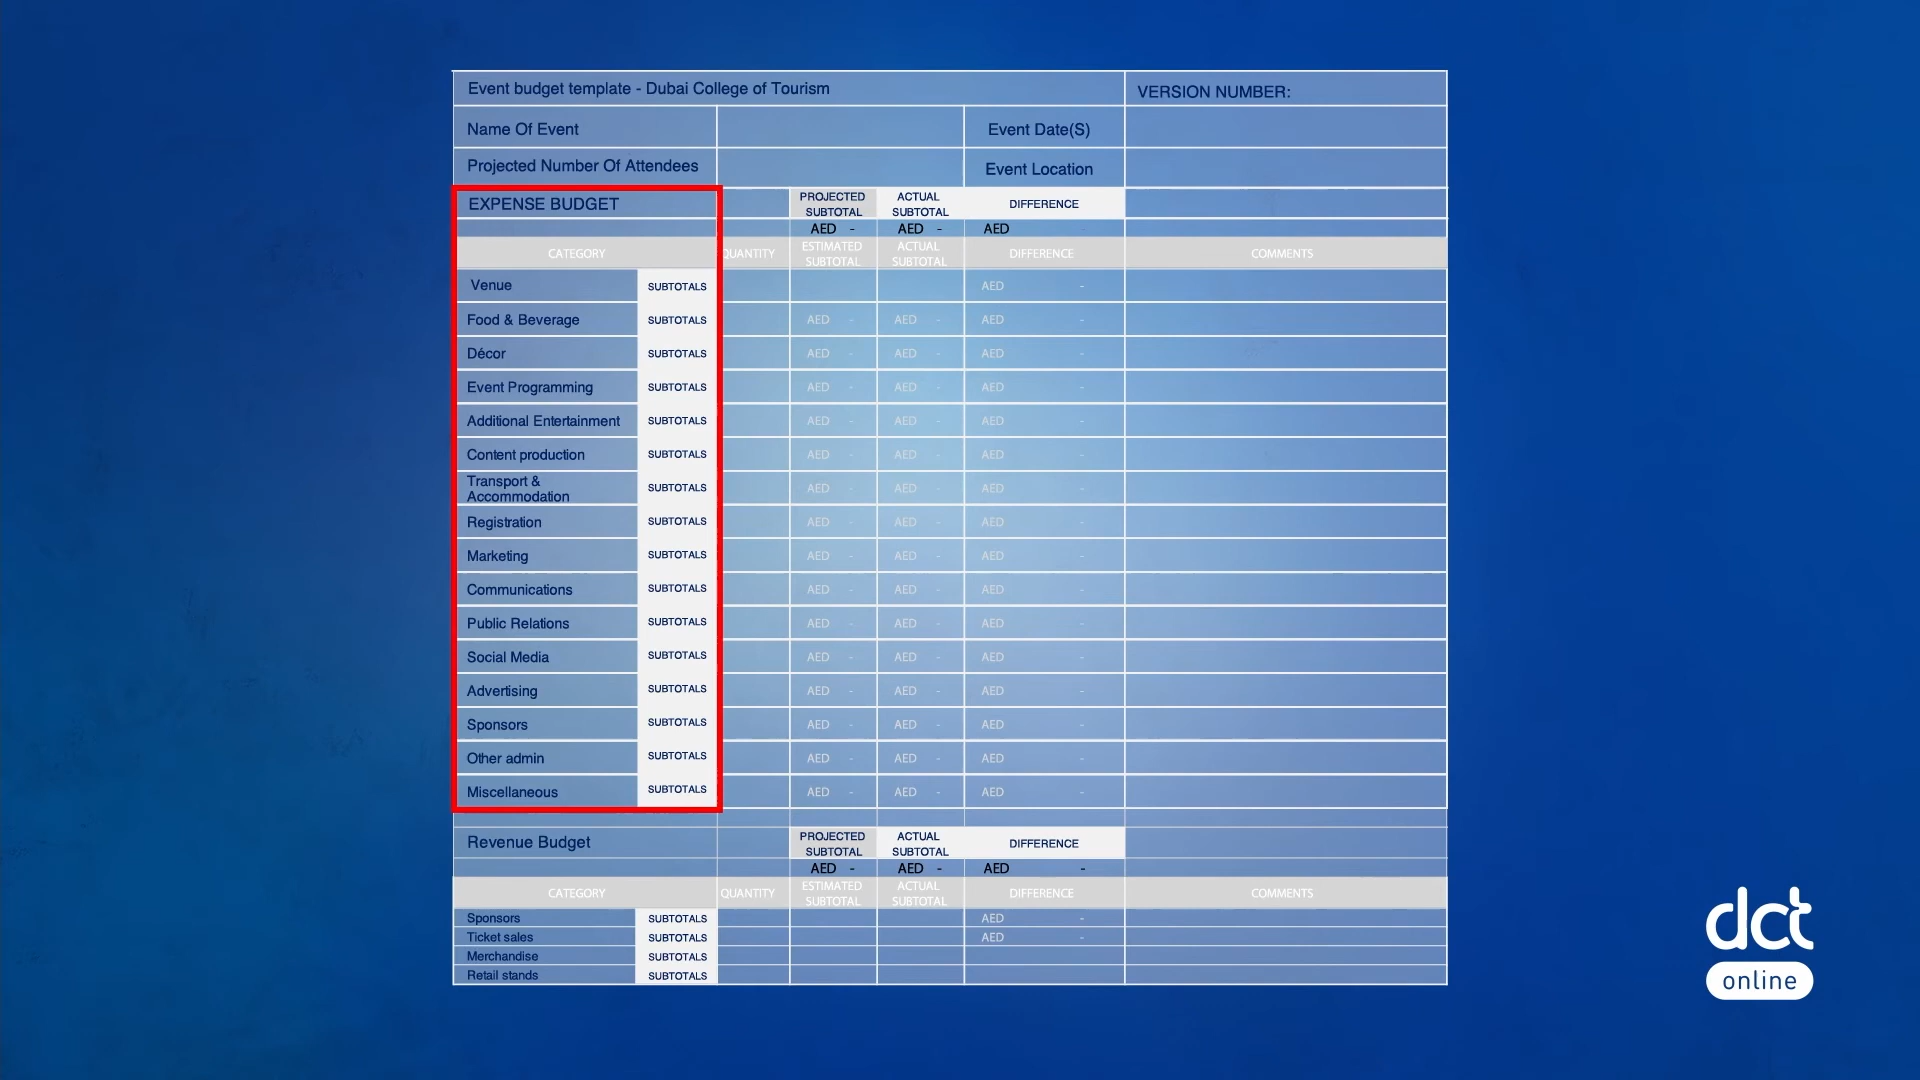 Event budget template - Dubai College of Tourism
VERSION NUMBER:
Name Of Event
Event Date(S)
Projected Number Of Attendees
Event Location
EXPENSE BUDGET
PROJECTED SUBTOTAL
ACTUAL SUBTOTAL
DIFFERENCE
AED -
AED -
AED
CATEGORY QUANTITY ESTIMATED SUBTOTAL ACTUAL SUBTOTAL DIFFERENCE COMMENTS
Venue SUBTOTALS AED -
Food & Beverage SUBTOTALS AED - AED - AED -
Décor SUBTOTALS AED - AED - AED -
Event Programming SUBTOTALS AED - AED - AED -
Additional Entertainment SUBTOTALS AED - AED - AED -
Content production SUBTOTALS AED - AED - AED -
Transport & Accommodation SUBTOTALS AED - AED - AED -
Registration SUBTOTALS AED - AED - AED -
Marketing SUBTOTALS AED - AED - AED -
Communications SUBTOTALS AED - AED - AED -
Public Relations SUBTOTALS AED - AED - AED -
Social Media SUBTOTALS AED - AED - AED -
Advertising SUBTOTALS AED - AED - AED -
Sponsors SUBTOTALS AED - AED - AED -
Other admin SUBTOTALS AED - AED - AED -
Miscellaneous SUBTOTALS AED - AED - AED -
Revenue Budget
PROJECTED SUBTOTAL
ACTUAL SUBTOTAL
DIFFERENCE
AED -
AED -
AED -
CATEGORY QUANTITY ESTIMATED SUBTOTAL ACTUAL SUBTOTAL DIFFERENCE COMMENTS
Sponsors SUBTOTALS AED -
Ticket sales SUBTOTALS AED -
Merchandise SUBTOTALS
Retail stands SUBTOTALS
dct
online